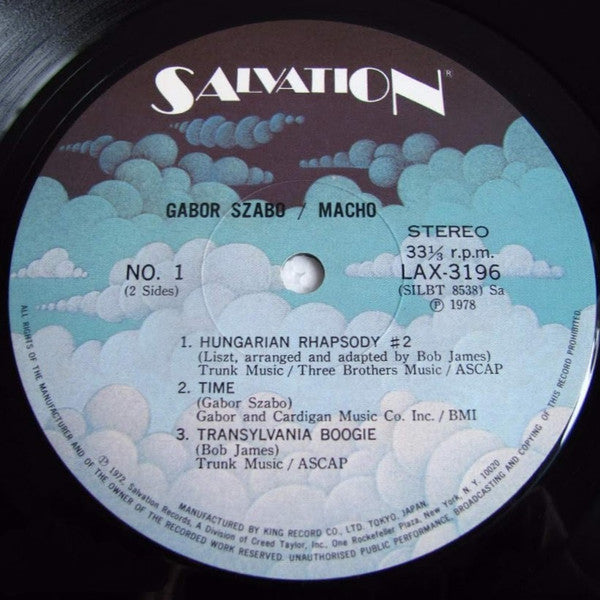 SALVATION®
GABOR SZABO / MACHO
STEREO
33⅓ r.p.m.
LAX-3196
(SILBT 8538) Sa
℗ 1978
NO. 1
(2 Sides)
1. HUNGARIAN RHAPSODY #2
(Liszt, arranged and adapted by Bob James)
Trunk Music / Three Brothers Music / ASCAP
2. TIME
(Gabor Szabo)
Gabor and Cardigan Music Co. Inc. / BMI
3. TRANSYLVANIA BOOGIE
(Bob James)
Trunk Music / ASCAP
℗ 1972, Salvation Records, A Division of Creed Taylor, Inc., One Rockefeller Plaza, New York, N. Y. 10020
MANUFACTURED BY KING RECORD CO., LTD. TOKYO, JAPAN.
ALL RIGHTS OF THE MANUFACTURER AND OF THE OWNER OF THE RECORDED WORK RESERVED. UNAUTHORISED PUBLIC PERFORMANCE, BROADCASTING AND COPYING OF THIS RECORD PROHIBITED.